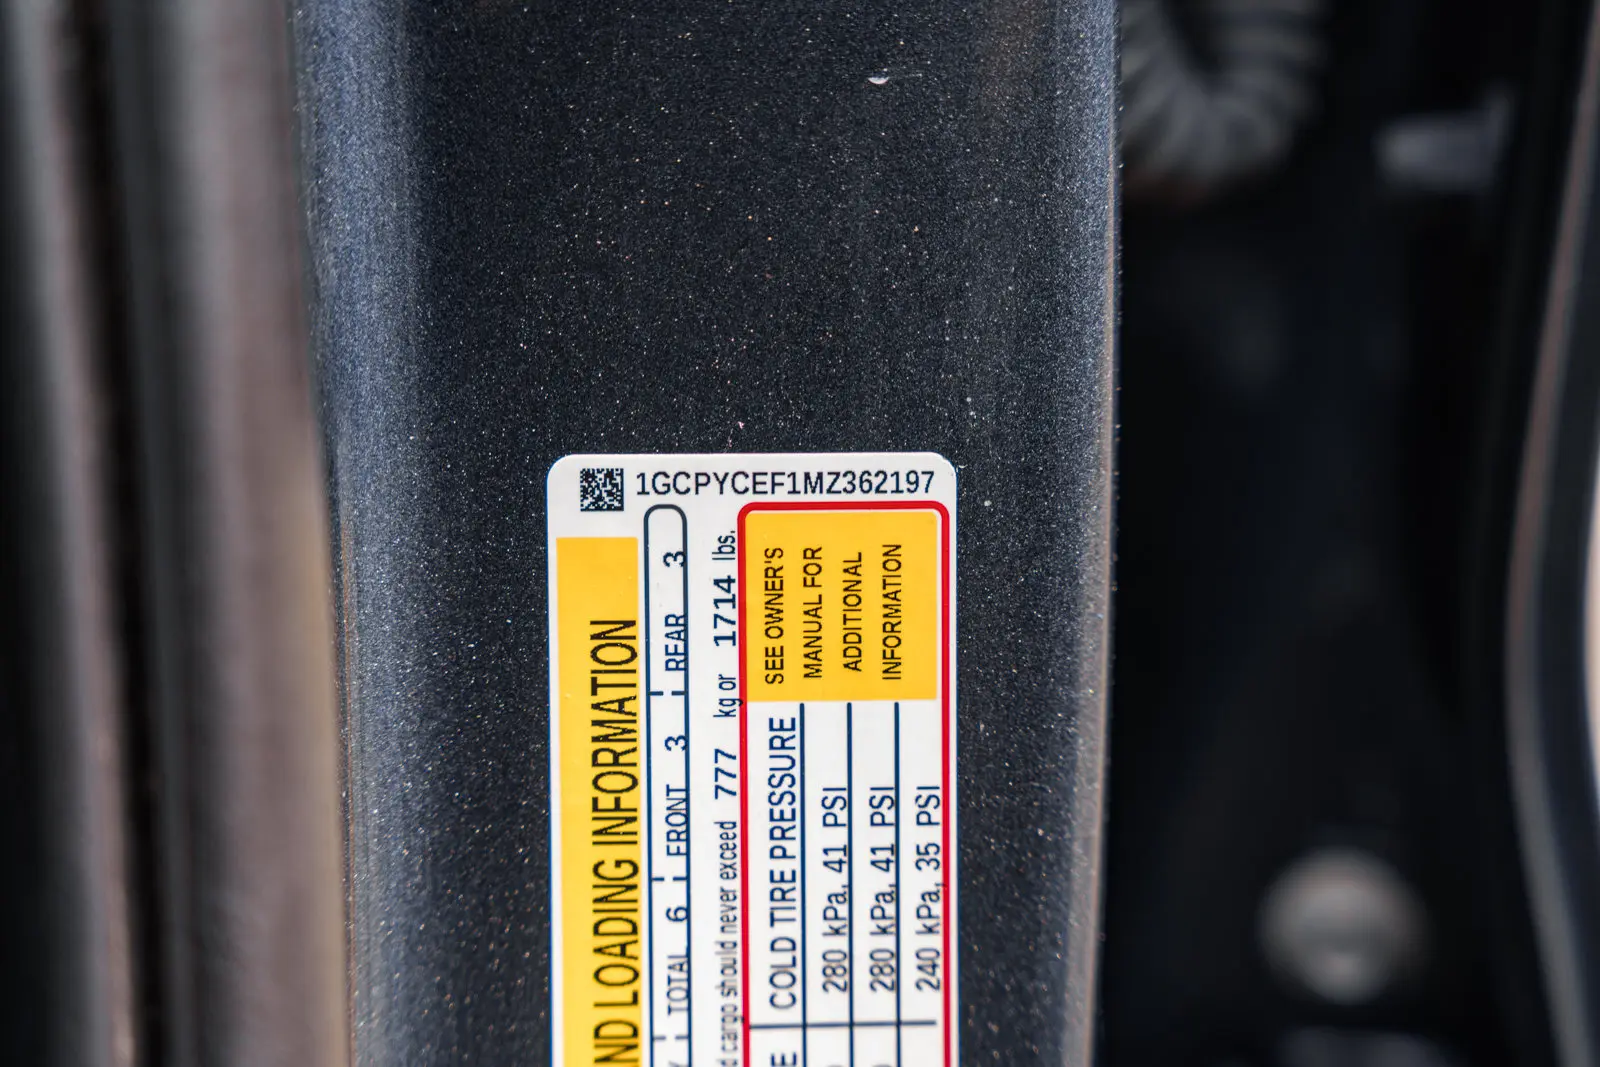 1GCPYCEF1MZ362197
LOADING INFORMATION
TOTAL 6 FRONT 3 REAR 3
cargo should never exceed 777 kg or 1714 lbs.
COLD TIRE PRESSURE
280 kPa, 41 PSI
280 kPa, 41 PSI
240 kPa, 35 PSI
SEE OWNER'S
MANUAL FOR
ADDITIONAL
INFORMATION